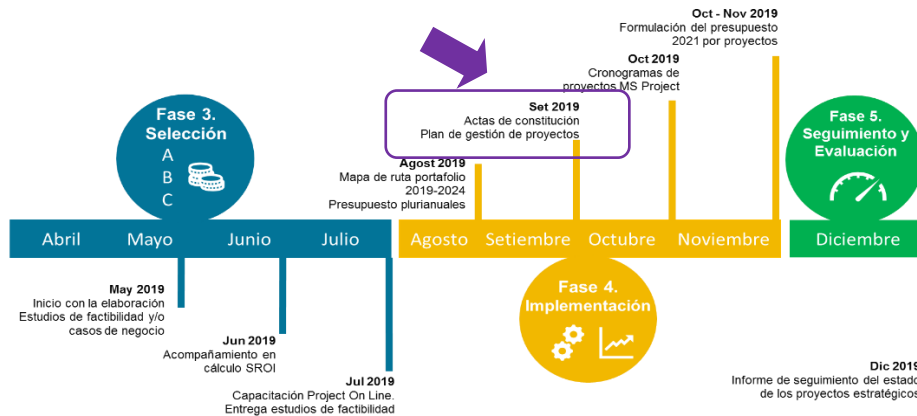 Oct - Nov 2019
Formulación del presupuesto
2021 por proyectos
Oct 2019
Cronogramas de
proyectos MS Project
Set 2019
Actas de constitución
Plan de gestión de proyectos
Agost 2019
Mapa de ruta portafolio
2019-2024
Presupuesto plurianuales
Fase 3.
Selección
A
B
C
Fase 5.
Seguimiento y
Evaluación
Abril Mayo Junio Julio Agosto Setiembre Octubre Noviembre Diciembre
May 2019
Inicio con la elaboración
Estudios de factibilidad y/o
casos de negocio
Jun 2019
Acompañamiento en
cálculo SROI
Jul 2019
Capacitación Project On Line.
Entrega estudios de factibilidad
Fase 4.
Implementación
Dic 2019
Informe de seguimiento del estado
de los proyectos estratégicos